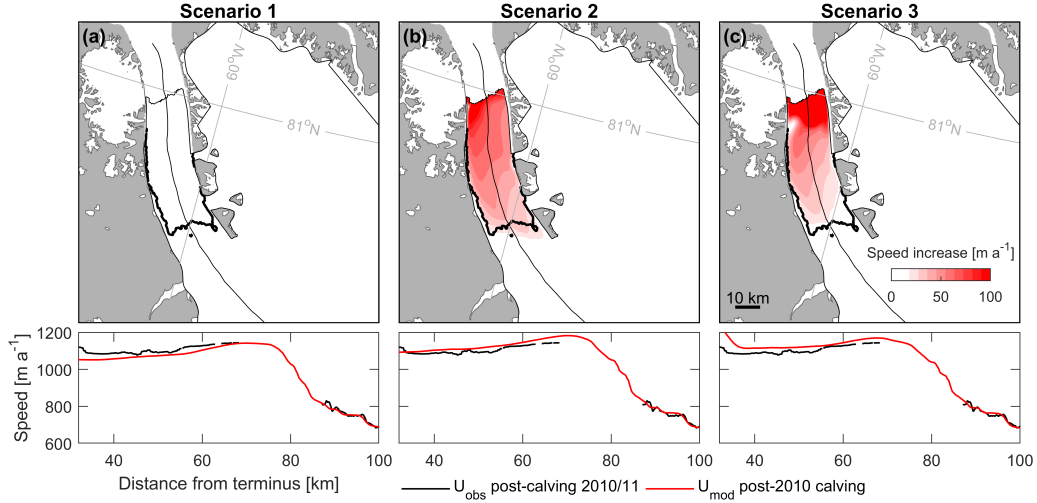 Scenario 1
Scenario 2
Scenario 3
(a)
(b)
(c)
60°N
81°N
60°N
81°N
60°N
81°N
Speed increase [m a⁻¹]
0 50 100
10 km
Speed [m a⁻¹]
1200
1000
800
600
40 60 80 100
40 60 80 100
40 60 80 100
Distance from terminus [km]
U_obs post-calving 2010/11
U_mod post-2010 calving